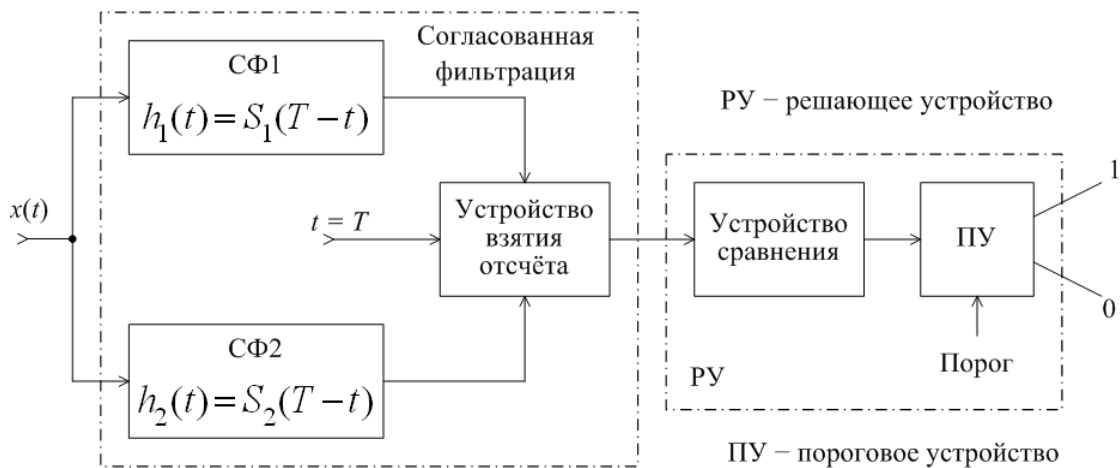 СФ1
h₁(t)=S₁(T−t)
Согласованная
фильтрация
РУ − решающее устройство
x(t)
t = T
Устройство
взятия
отсчёта
Устройство
сравнения
ПУ
1
0
Порог
РУ
СФ2
h₂(t)=S₂(T−t)
ПУ − пороговое устройство